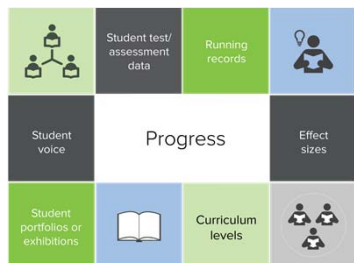 Student test/
assessment
data
Running
records
Student
voice
Progress
Effect
sizes
Student
portfolios or
exhibitions
Curriculum
levels